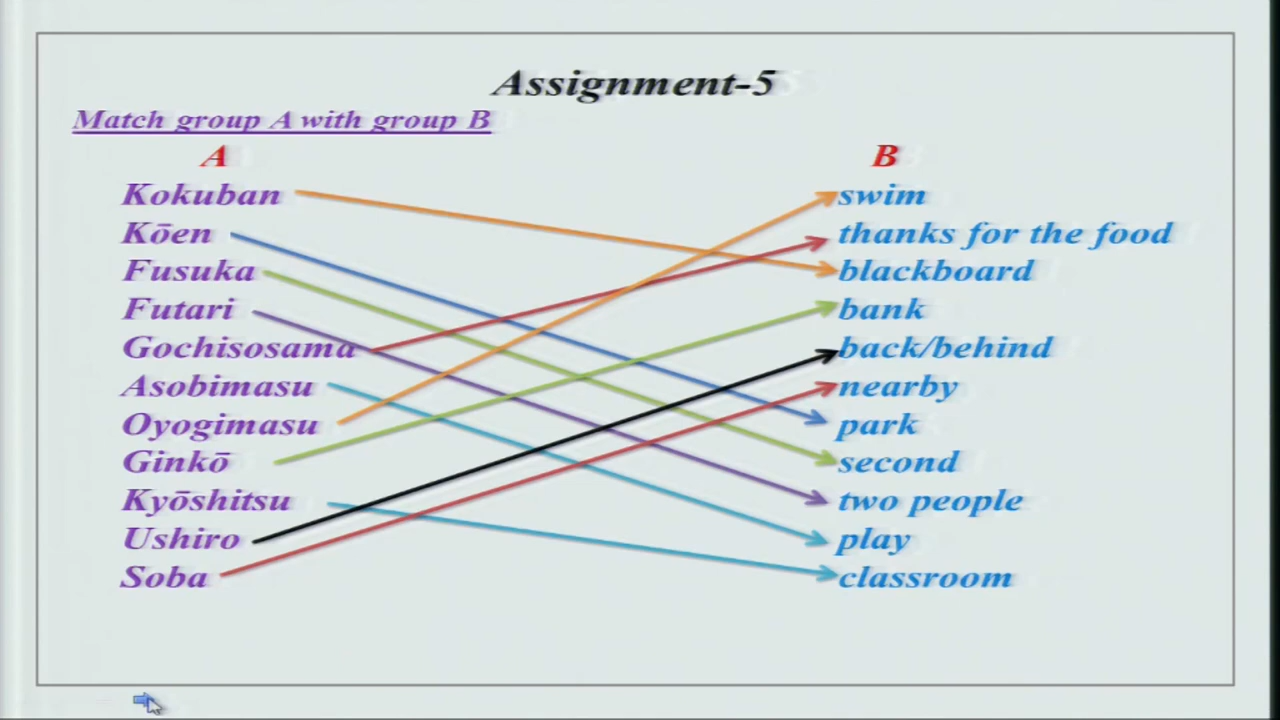 Assignment-5
Match group A with group B
A B
Kokuban swim
Kōen thanks for the food
Fusuka blackboard
Futari bank
Gochisosama back/behind
Asobimasu nearby
Oyogimasu park
Ginkō second
Kyōshitsu two people
Ushiro play
Soba classroom